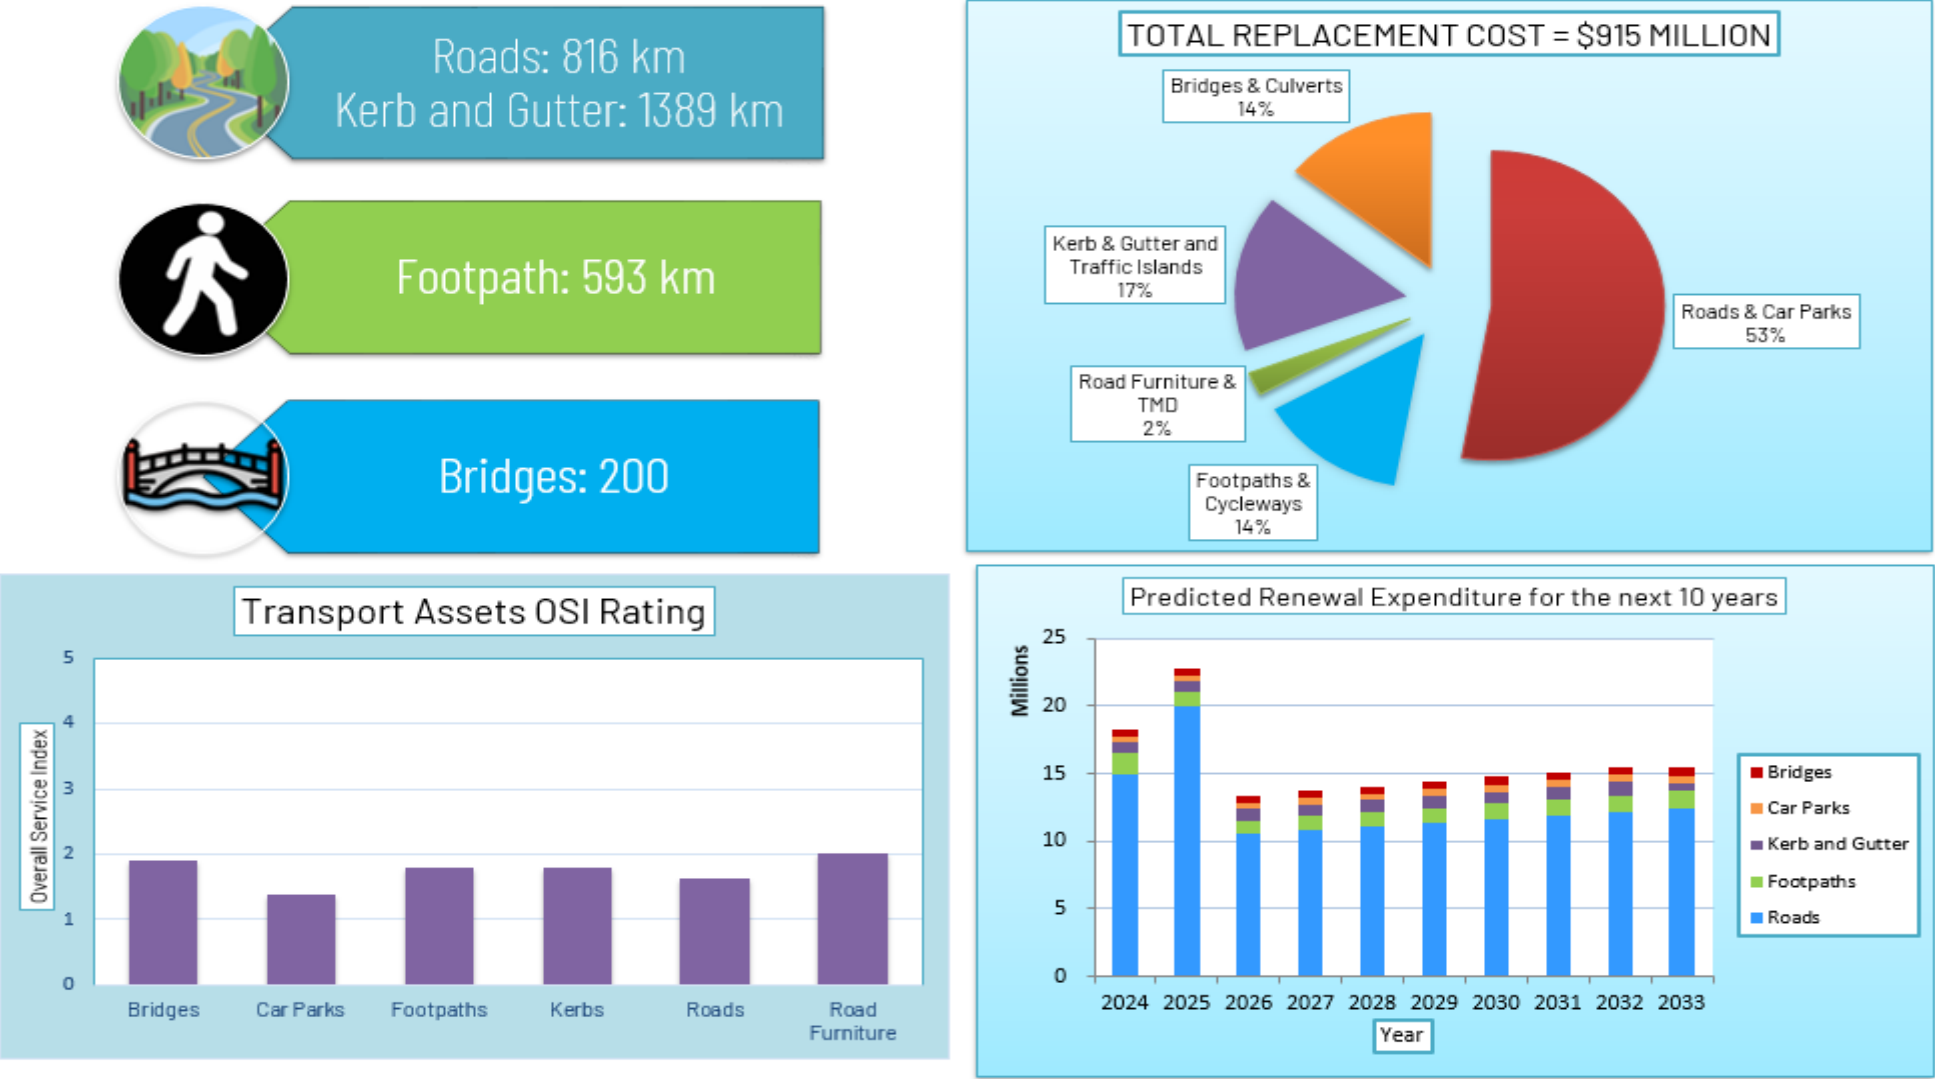 Roads: 816 km
Kerb and Gutter: 1389 km
Footpath: 593 km
Bridges: 200
TOTAL REPLACEMENT COST = $915 MILLION
Bridges & Culverts
14%
Kerb & Gutter and
Traffic Islands
17%
Road Furniture &
TMD
2%
Footpaths &
Cycleways
14%
Roads & Car Parks
53%
Transport Assets OSI Rating
Overall Service Index
5
4
3
2
1
0
Bridges
Car Parks
Footpaths
Kerbs
Roads
Road
Furniture
Predicted Renewal Expenditure for the next 10 years
Millions
25
20
15
10
5
0
2024 2025 2026 2027 2028 2029 2030 2031 2032 2033
Year
Bridges
Car Parks
Kerb and Gutter
Footpaths
Roads